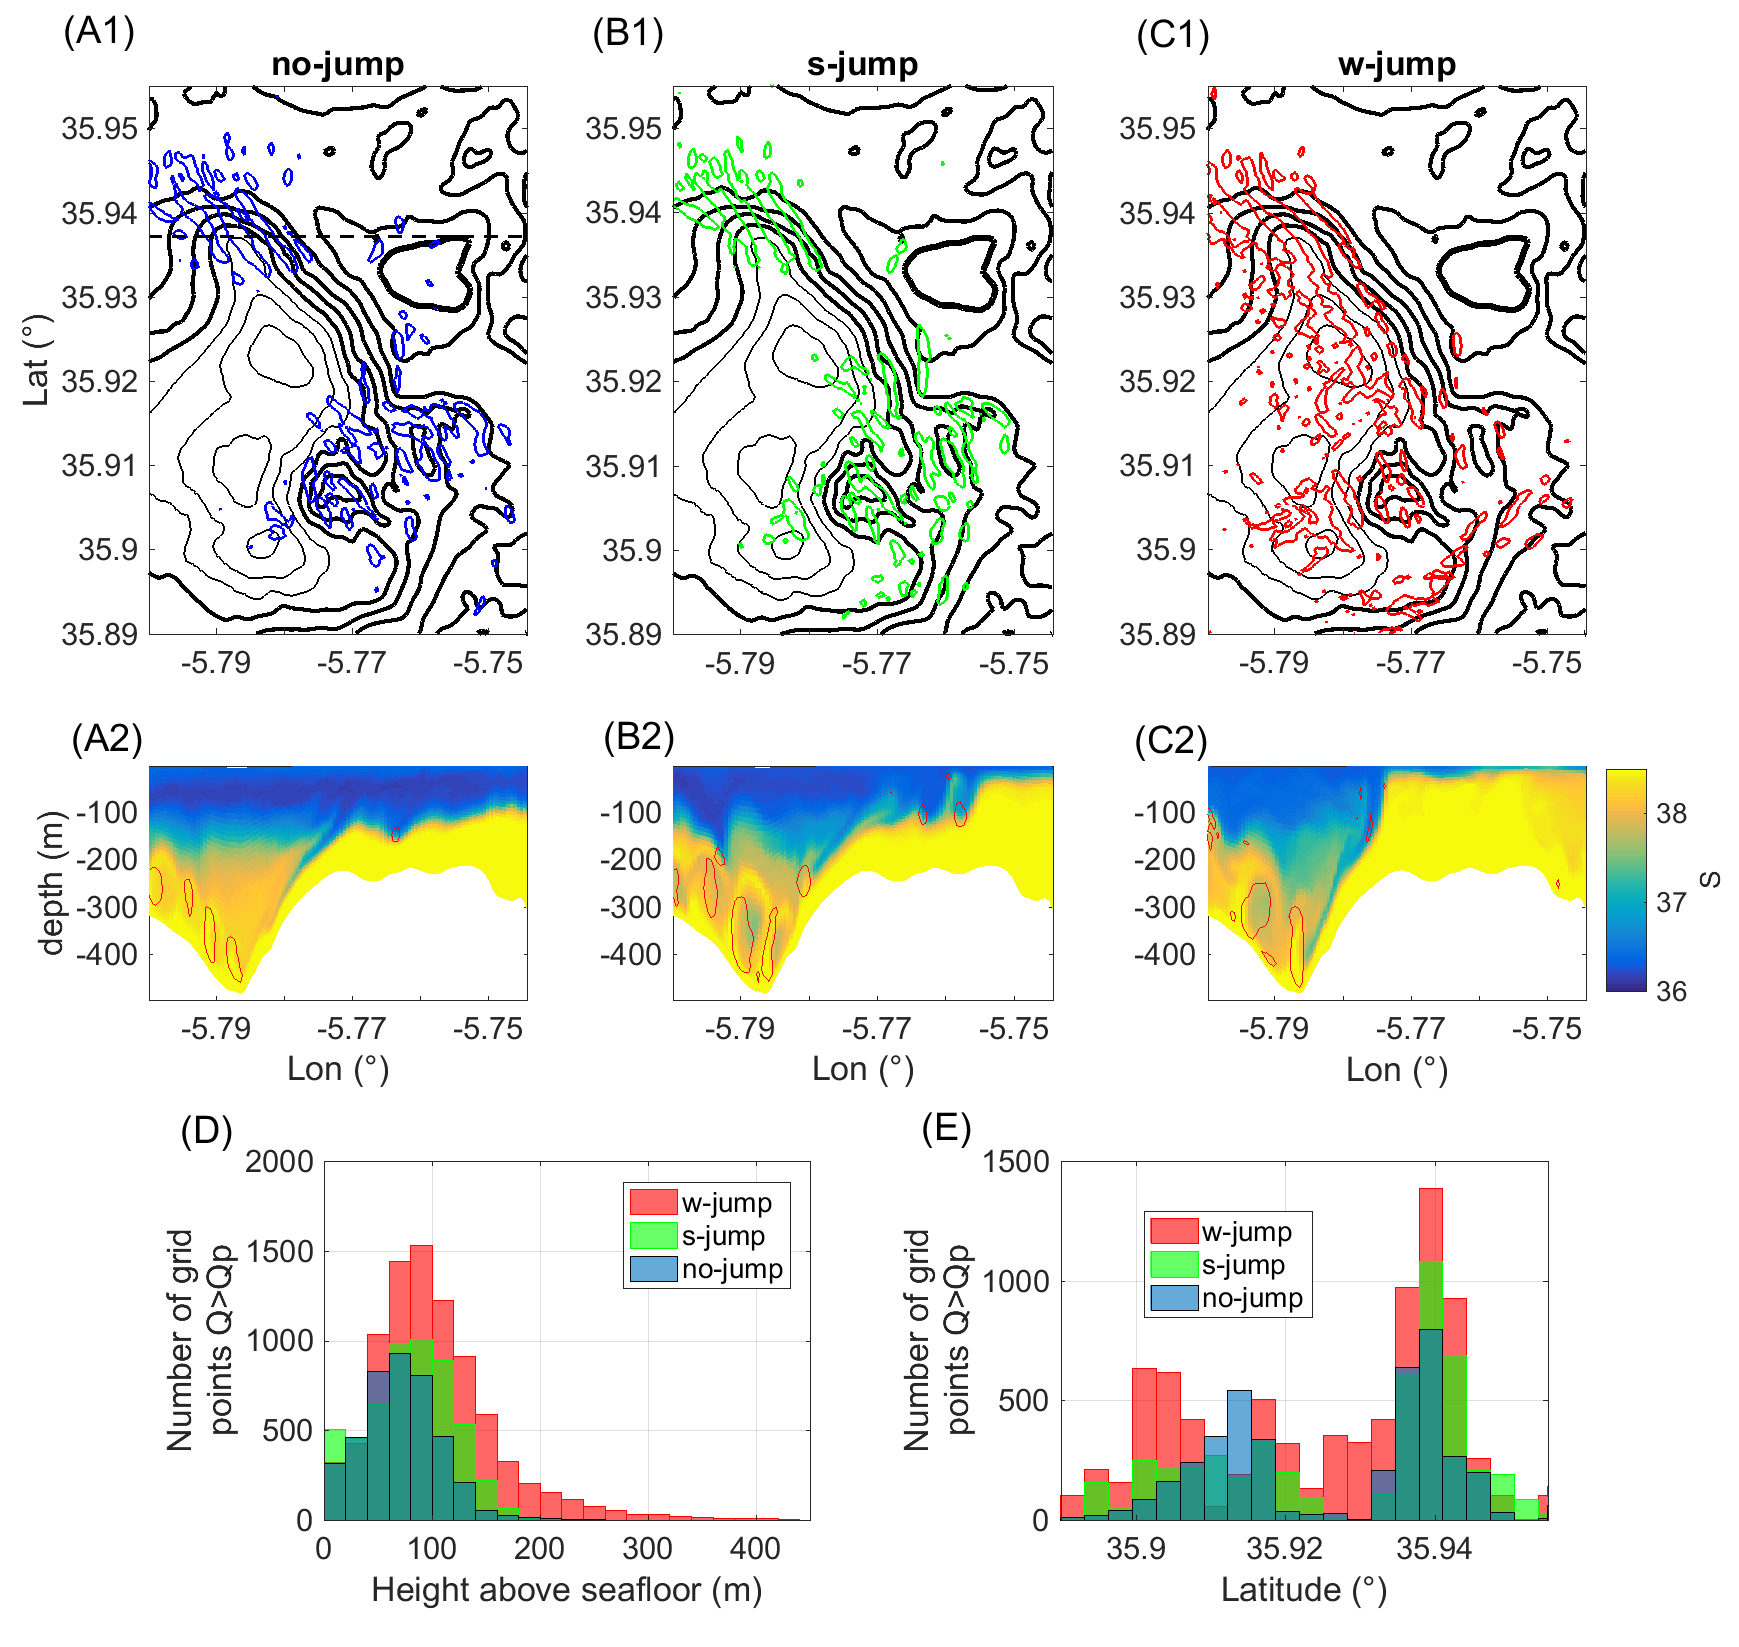 (A1)
(B1)
(C1)
no-jump
s-jump
w-jump
35.95
35.94
35.93
35.92
35.91
35.9
35.89
Lat (°)
-5.79
-5.77
-5.75
35.95
35.94
35.93
35.92
35.91
35.9
35.89
-5.79
-5.77
-5.75
35.95
35.94
35.93
35.92
35.91
35.9
35.89
-5.79
-5.77
-5.75
(A2)
(B2)
(C2)
-100
-200
-300
-400
depth (m)
-5.79
-5.77
-5.75
Lon (°)
-100
-200
-300
-400
-5.79
-5.77
-5.75
Lon (°)
-100
-200
-300
-400
-5.79
-5.77
-5.75
Lon (°)
38
37
36
S
(D)
2000
1500
1000
500
0
Number of grid
points Q>Qp
w-jump
s-jump
no-jump
0
100
200
300
400
Height above seafloor (m)
(E)
1500
1000
500
0
Number of grid
points Q>Qp
w-jump
s-jump
no-jump
35.9
35.92
35.94
Latitude (°)